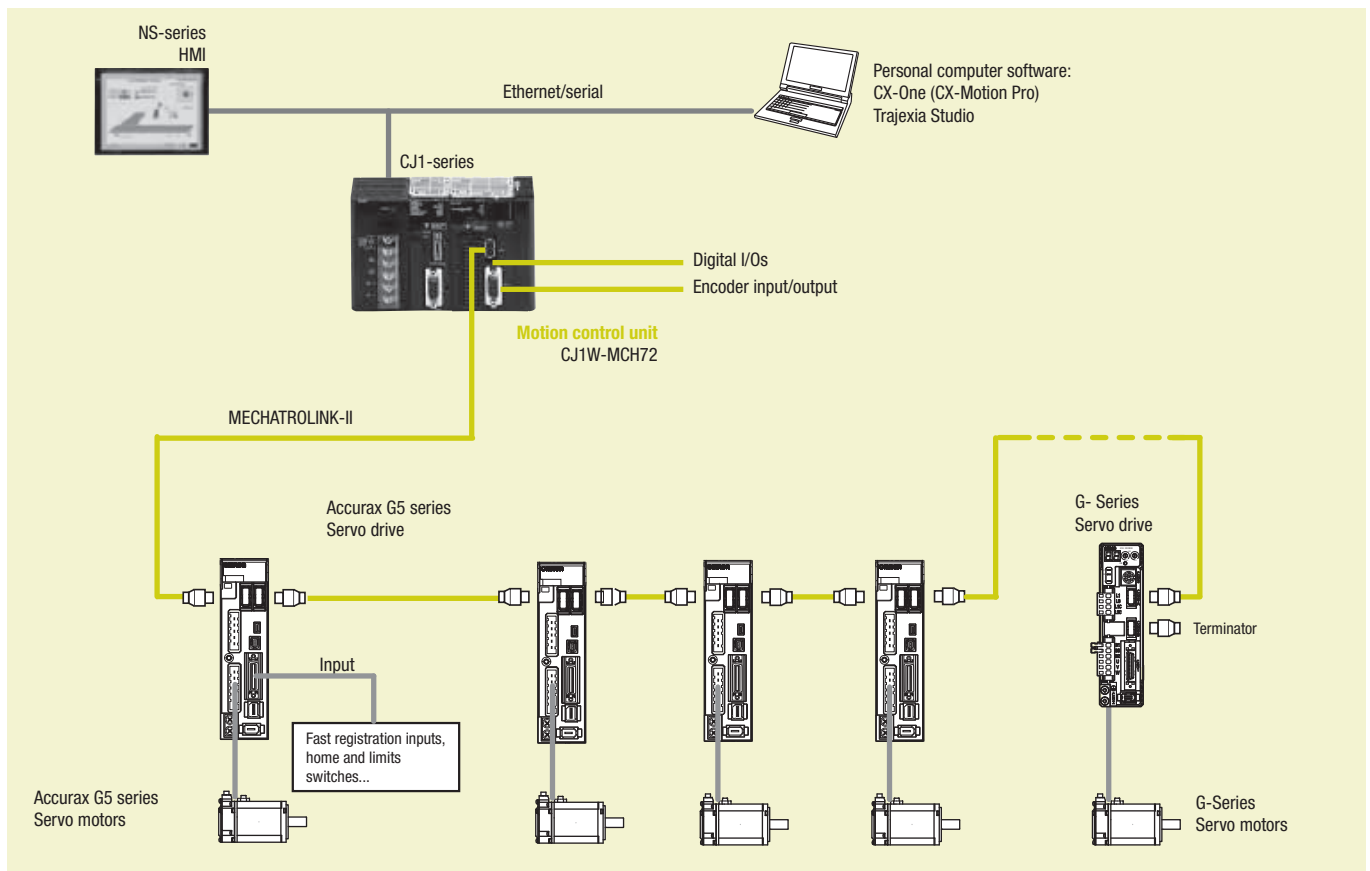 NS-series
HMI
Ethernet/serial
Personal computer software:
CX-One (CX-Motion Pro)
Trajexia Studio
CJ1-series
Digital I/Os
Encoder input/output
Motion control unit
CJ1W-MCH72
MECHATROLINK-II
Accurax G5 series
Servo drive
G- Series
Servo drive
Terminator
Input
Fast registration inputs,
home and limits
switches...
Accurax G5 series
Servo motors
G-Series
Servo motors